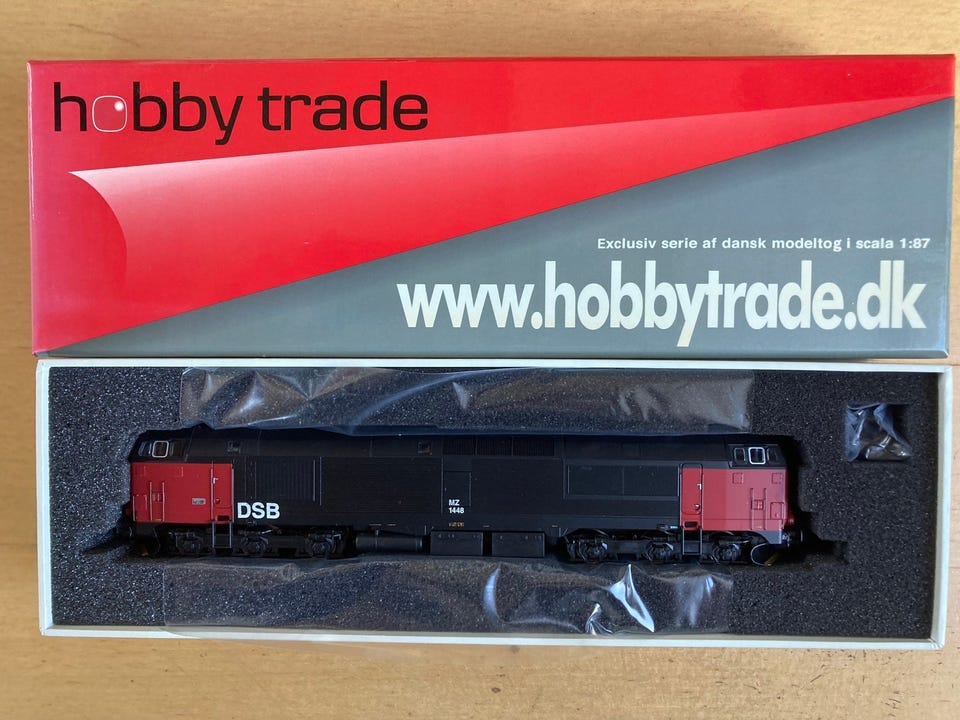 hobby trade
Exclusiv serie af dansk modeltog i scala 1:87
www.hobbytrade.dk
DSB
MZ
1448